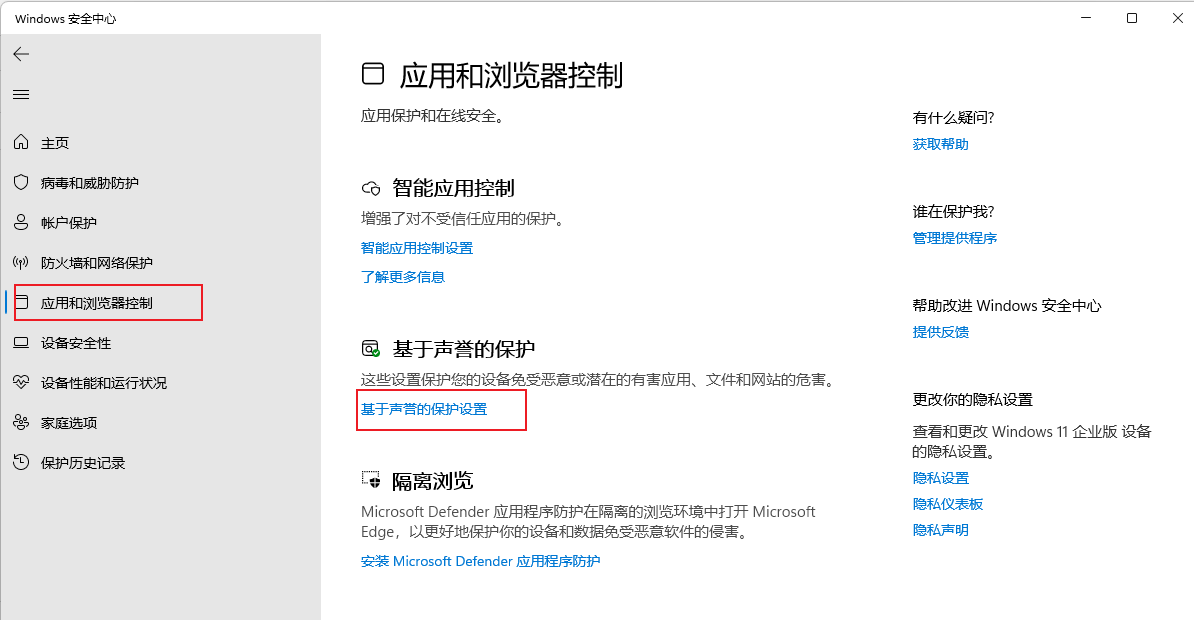 Windows 安全中心
主页
病毒和威胁防护
帐户保护
防火墙和网络保护
应用和浏览器控制
设备安全性
设备性能和运行状况
家庭选项
保护历史记录
应用和浏览器控制
应用保护和在线安全。
智能应用控制
增强了对不受信任应用的保护。
智能应用控制设置
了解更多信息
基于声誉的保护
这些设置保护您的设备免受恶意或潜在的有害应用、文件和网站的危害。
基于声誉的保护设置
隔离浏览
Microsoft Defender 应用程序防护在隔离的浏览环境中打开 Microsoft
Edge，以更好地保护你的设备和数据免受恶意软件的侵害。
安装 Microsoft Defender 应用程序防护
有什么疑问?
获取帮助
谁在保护我?
管理提供程序
帮助改进 Windows 安全中心
提供反馈
更改你的隐私设置
查看和更改 Windows 11 企业版 设备
的隐私设置。
隐私设置
隐私仪表板
隐私声明